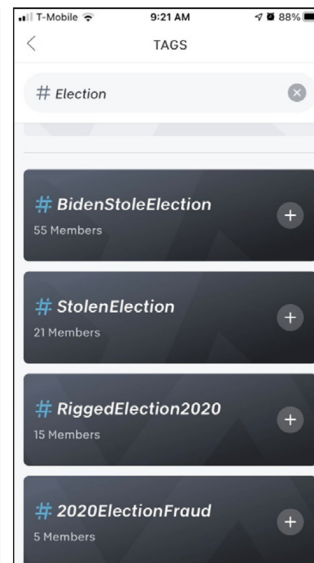 T-Mobile 9:21 AM 88%
TAGS
# Election
# BidenStoleElection
55 Members
# StolenElection
21 Members
# RiggedElection2020
15 Members
# 2020ElectionFraud
5 Members